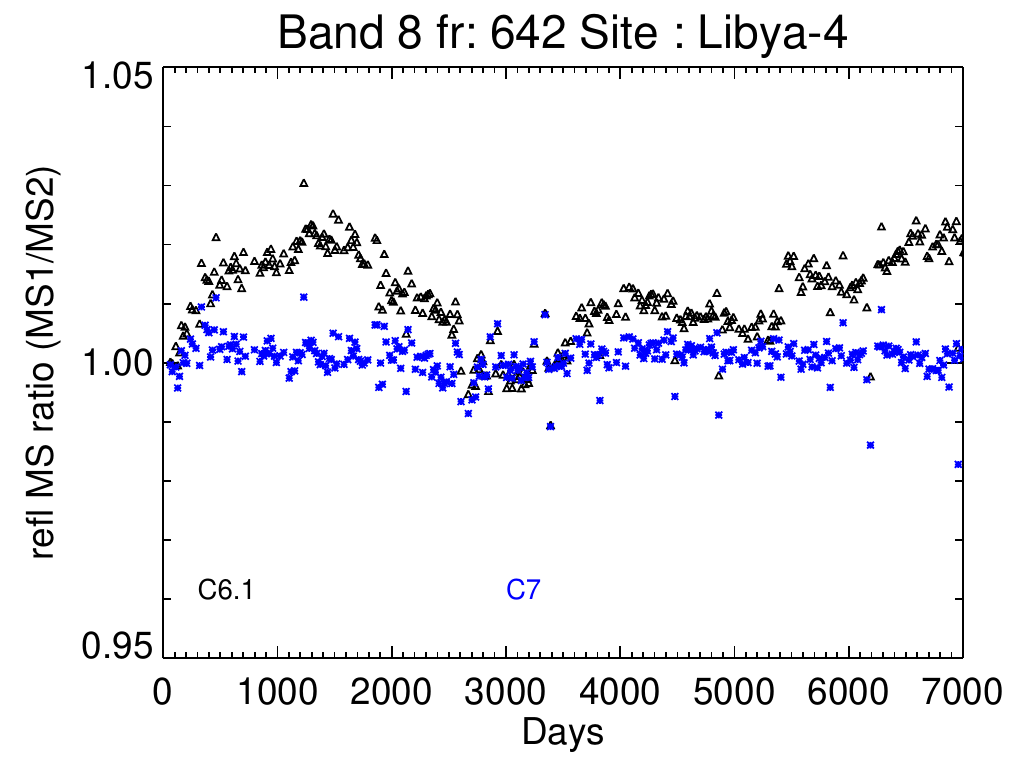 Band 8 fr: 642 Site : Libya-4
1.05
1.00
0.95
refl MS ratio (MS1/MS2)
C6.1
C7
0 1000 2000 3000 4000 5000 6000 7000
Days